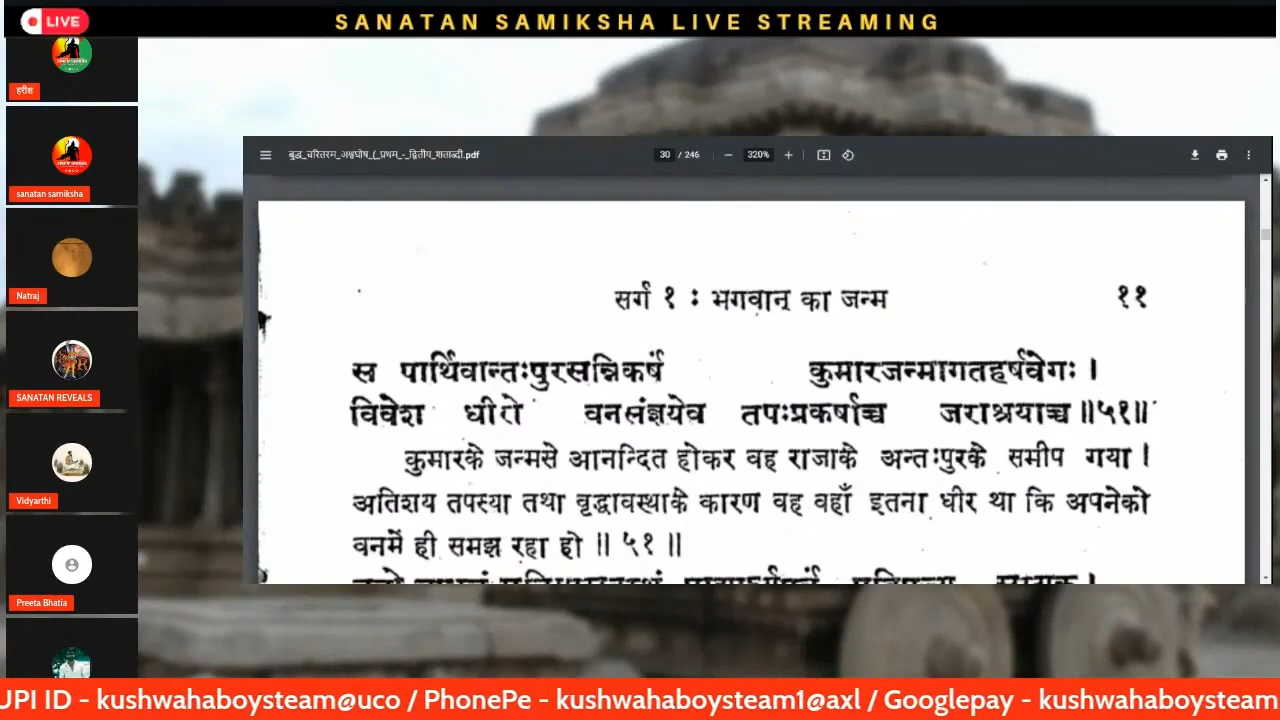 LIVE
SANATAN SAMIKSHA LIVE STREAMING
हरीश
sanatan samiksha
Natraj
SANATAN REVEALS
Vidyarthi
Preeta Bhatia
बुद्ध_चरितरम_अश्वघोष_(_प्रथम_-_द्वितीय_शताब्दी.pdf
30 / 246
320%
सर्ग १ : भगवान् का जन्म ११
स पार्थिवान्तःपुरसन्निकर्षं कुमारजन्मागतहर्षवेगः ।
विवेश धीरो वनसंज्ञयेव तपःप्रकर्षाच्च जराश्रयाच्च ॥५१॥
कुमारके जन्मसे आनन्दित होकर वह राजाके अन्तःपुरके समीप गया ।
अतिशय तपस्या तथा वृद्धावस्थाके कारण वह वहाँ इतना धीर था कि अपनेको
वनमें ही समझ रहा हो ॥ ५१ ॥
UPI ID - kushwahaboysteam@uco / PhonePe - kushwahaboysteam1@axl / Googlepay - kushwahaboysteam